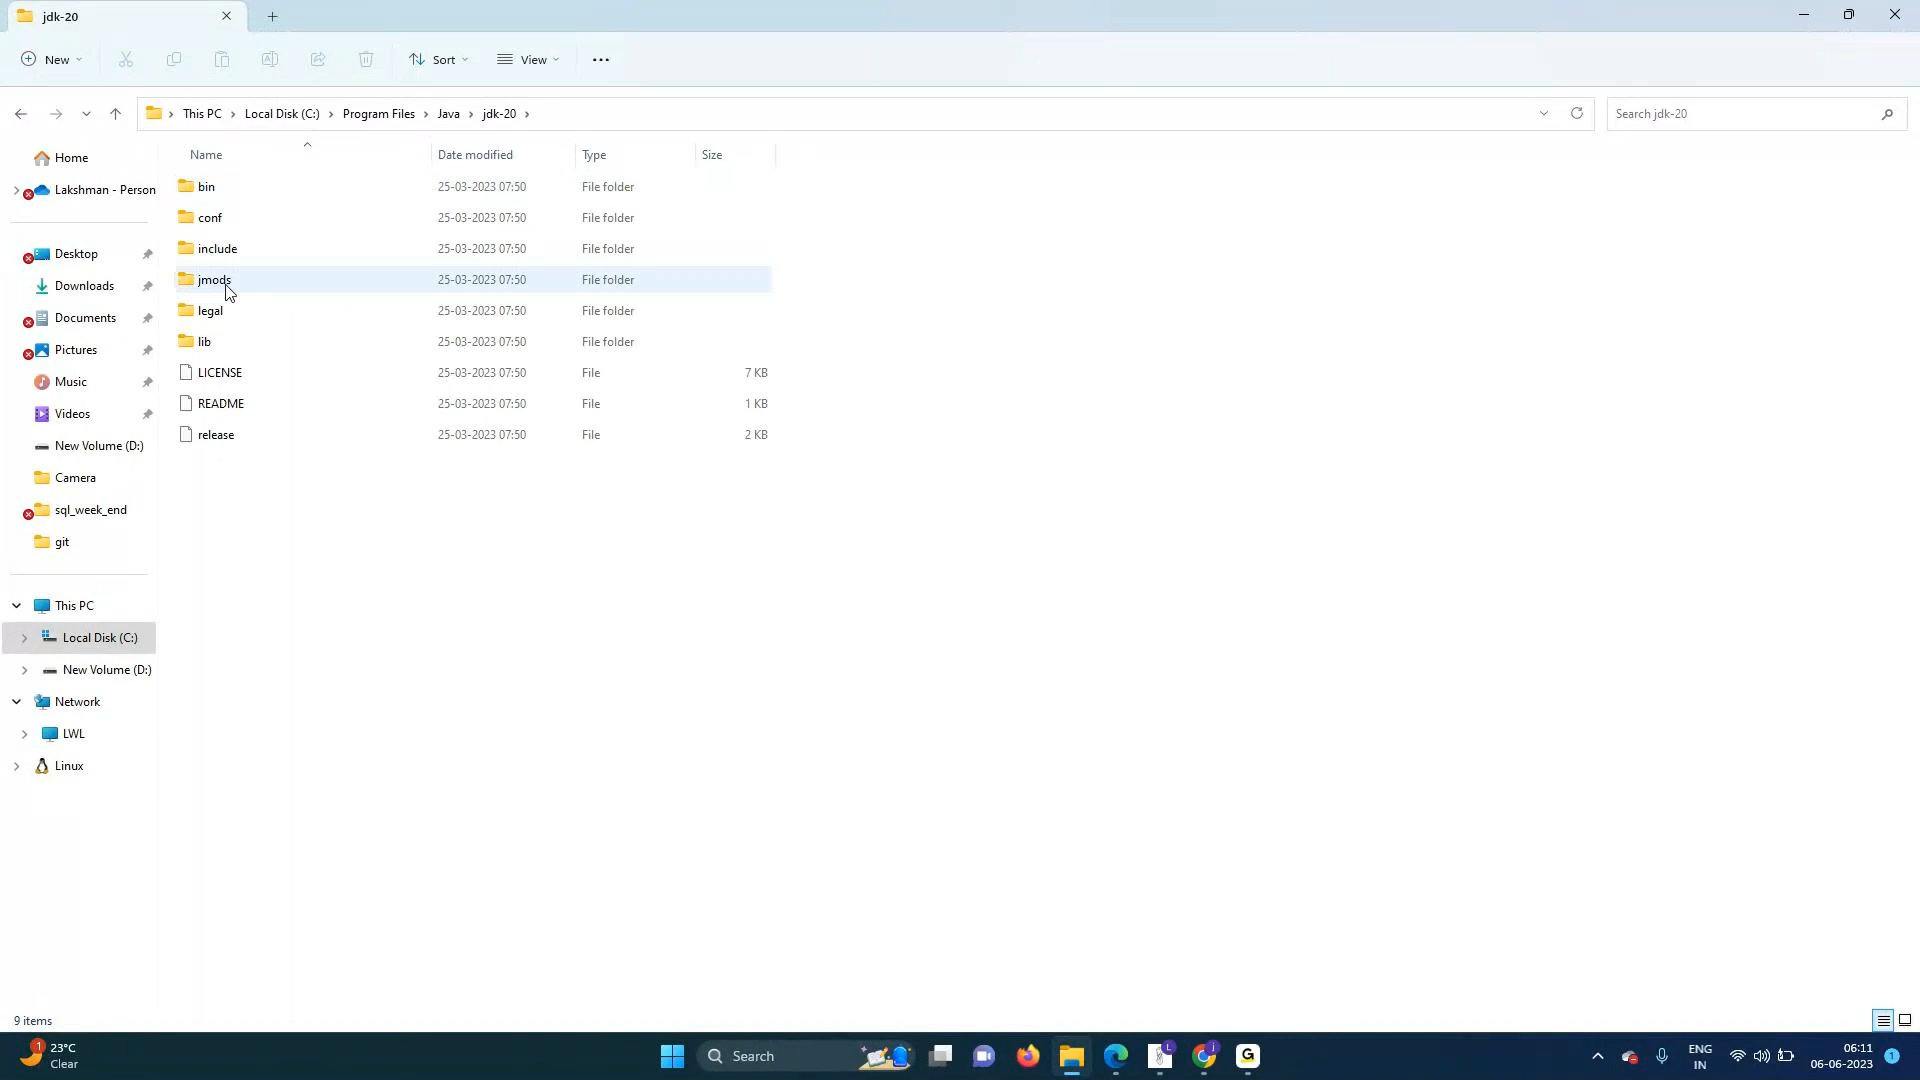 jdk-20
New
Sort
View
This PC
Local Disk (C:)
Program Files
Java
jdk-20
Search jdk-20
Name
Date modified
Type
Size
Home
Lakshman - Person
Desktop
Downloads
Documents
Pictures
Music
Videos
New Volume (D:)
Camera
sql_week_end
git
This PC
Local Disk (C:)
New Volume (D:)
Network
LWL
Linux
bin 25-03-2023 07:50 File folder
conf 25-03-2023 07:50 File folder
include 25-03-2023 07:50 File folder
jmods 25-03-2023 07:50 File folder
legal 25-03-2023 07:50 File folder
lib 25-03-2023 07:50 File folder
LICENSE 25-03-2023 07:50 File 7 KB
README 25-03-2023 07:50 File 1 KB
release 25-03-2023 07:50 File 2 KB
9 items
1
23°C
Clear
Search
L
j
G
ENG
IN
06:11
06-06-2023
1